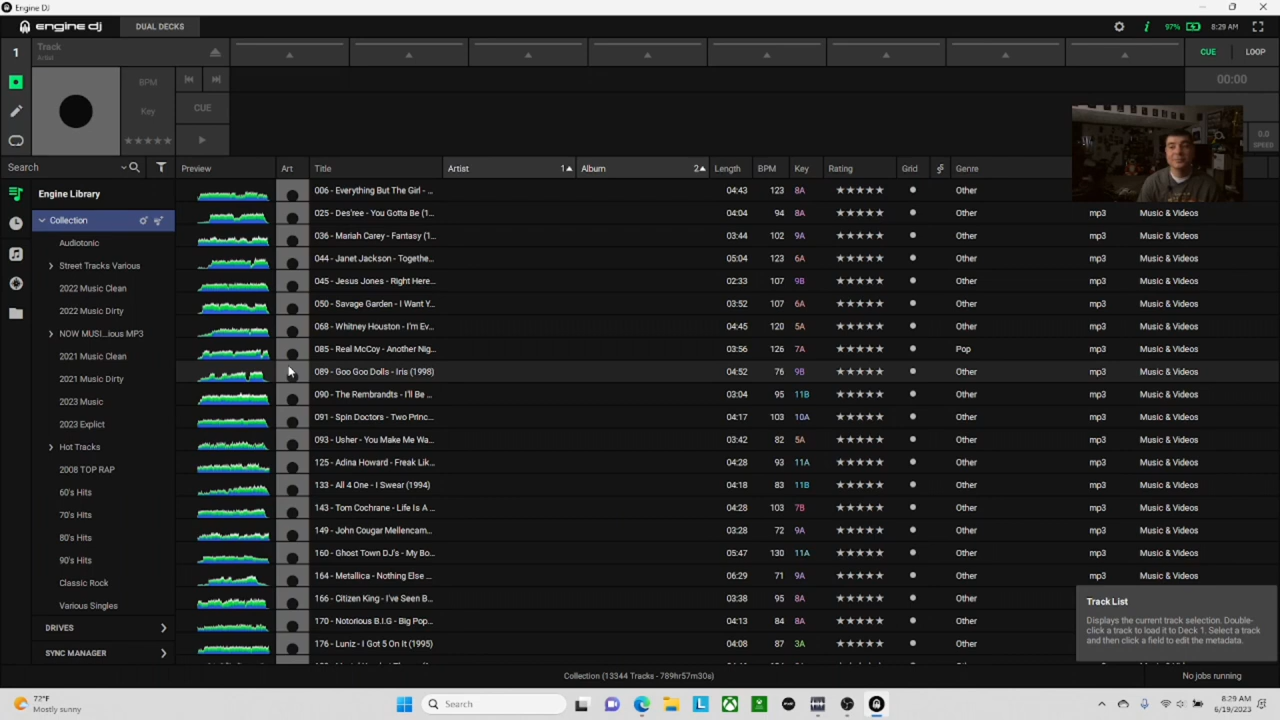 Engine DJ
engine dj
DUAL DECKS
97%
8:29 AM
1
Track
Artist
CUE
LOOP
BPM
00:00
Key
CUE
0.0
SPEED
Search
Preview
Art
Title
Artist
1
Album
2
Length
BPM
Key
Rating
Grid
Genre
Engine Library
Collection
Audiotonic
Street Tracks Various
2022 Music Clean
2022 Music Dirty
NOW MUSI...ious MP3
2021 Music Clean
2021 Music Dirty
2023 Music
2023 Explict
Hot Tracks
2008 TOP RAP
60's Hits
70's Hits
80's Hits
90's Hits
Classic Rock
Various Singles
DRIVES
SYNC MANAGER
006 - Everything But The Girl - ... 04:43 123 8A ★★★★★ Other
025 - Des'ree - You Gotta Be (1... 04:04 94 8A ★★★★★ Other mp3 Music & Videos
036 - Mariah Carey - Fantasy (1... 03:44 102 9A ★★★★★ Other mp3 Music & Videos
044 - Janet Jackson - Togethe... 05:04 123 6A ★★★★★ Other mp3 Music & Videos
045 - Jesus Jones - Right Here... 02:33 107 9B ★★★★★ Other mp3 Music & Videos
050 - Savage Garden - I Want Y... 03:52 107 6A ★★★★★ Other mp3 Music & Videos
068 - Whitney Houston - I'm Ev... 04:45 120 5A ★★★★★ Other mp3 Music & Videos
085 - Real McCoy - Another Nig... 03:56 126 7A ★★★★★ Pop mp3 Music & Videos
089 - Goo Goo Dolls - Iris (1998) 04:52 76 9B ★★★★★ Other mp3 Music & Videos
090 - The Rembrandts - I'll Be ... 03:04 95 11B ★★★★★ Other mp3 Music & Videos
091 - Spin Doctors - Two Princ... 04:17 103 10A ★★★★★ Other mp3 Music & Videos
093 - Usher - You Make Me Wa... 03:42 82 5A ★★★★★ Other mp3 Music & Videos
125 - Adina Howard - Freak Lik... 04:28 93 11A ★★★★★ Other mp3 Music & Videos
133 - All 4 One - I Swear (1994) 04:18 83 11B ★★★★★ Other mp3 Music & Videos
143 - Tom Cochrane - Life Is A ... 04:28 103 7B ★★★★★ Other mp3 Music & Videos
149 - John Cougar Mellencam... 03:28 72 9A ★★★★★ Other mp3 Music & Videos
160 - Ghost Town DJ's - My Bo... 05:47 130 11A ★★★★★ Other mp3 Music & Videos
164 - Metallica - Nothing Else ... 06:29 71 9A ★★★★★ Other mp3 Music & Videos
166 - Citizen King - I've Seen B... 03:38 95 8A ★★★★★ Other
170 - Notorious B.I.G - Big Pop... 04:13 84 8A ★★★★★ Other
176 - Luniz - I Got 5 On It (1995) 04:08 87 3A ★★★★★ Other
Track List
Displays the current track selection. Double-
click a track to load it to Deck 1. Select a track
and then click a field to edit the metadata.
Collection (13344 Tracks - 789hr57m30s)
No jobs running
72°F
Mostly sunny
Search
8:29 AM
6/19/2023